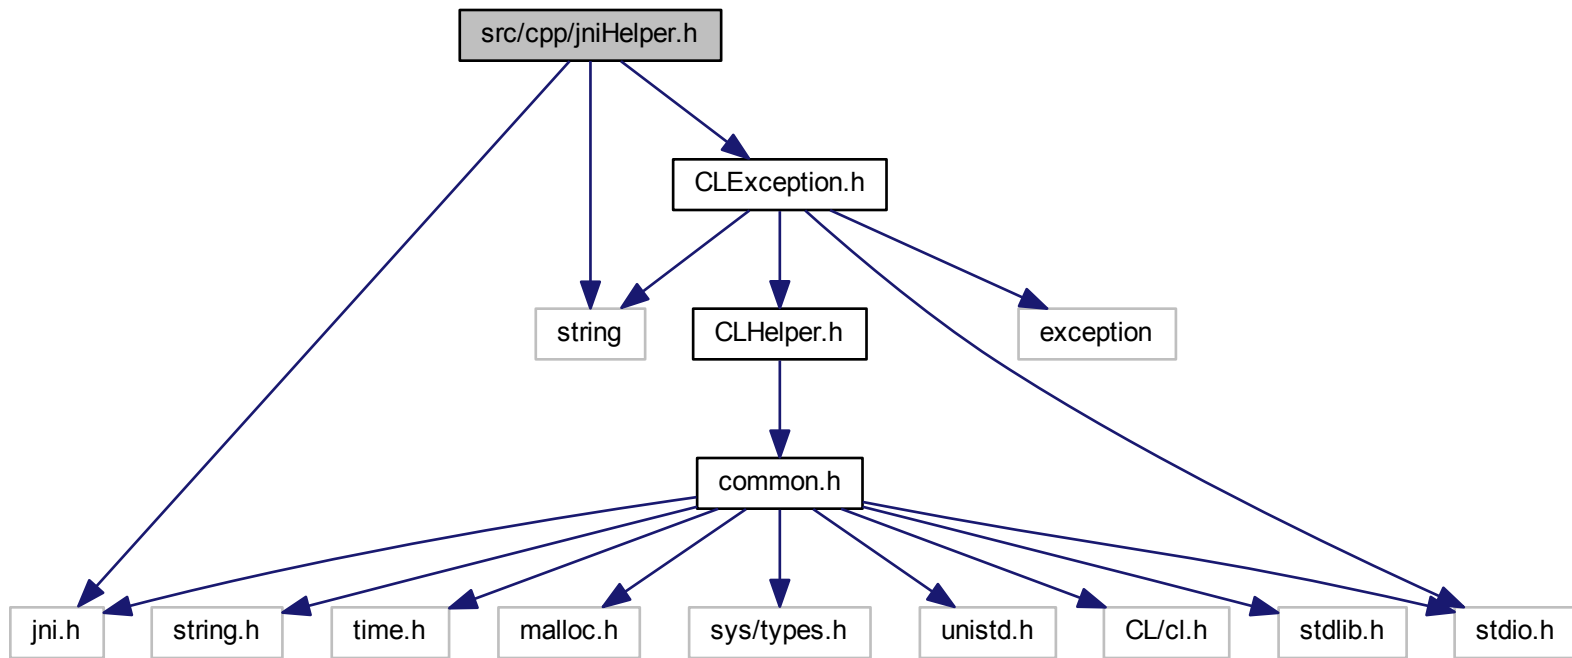 src/cpp/jniHelper.h
CLException.h
string
CLHelper.h
exception
common.h
jni.h
string.h
time.h
malloc.h
sys/types.h
unistd.h
CL/cl.h
stdlib.h
stdio.h